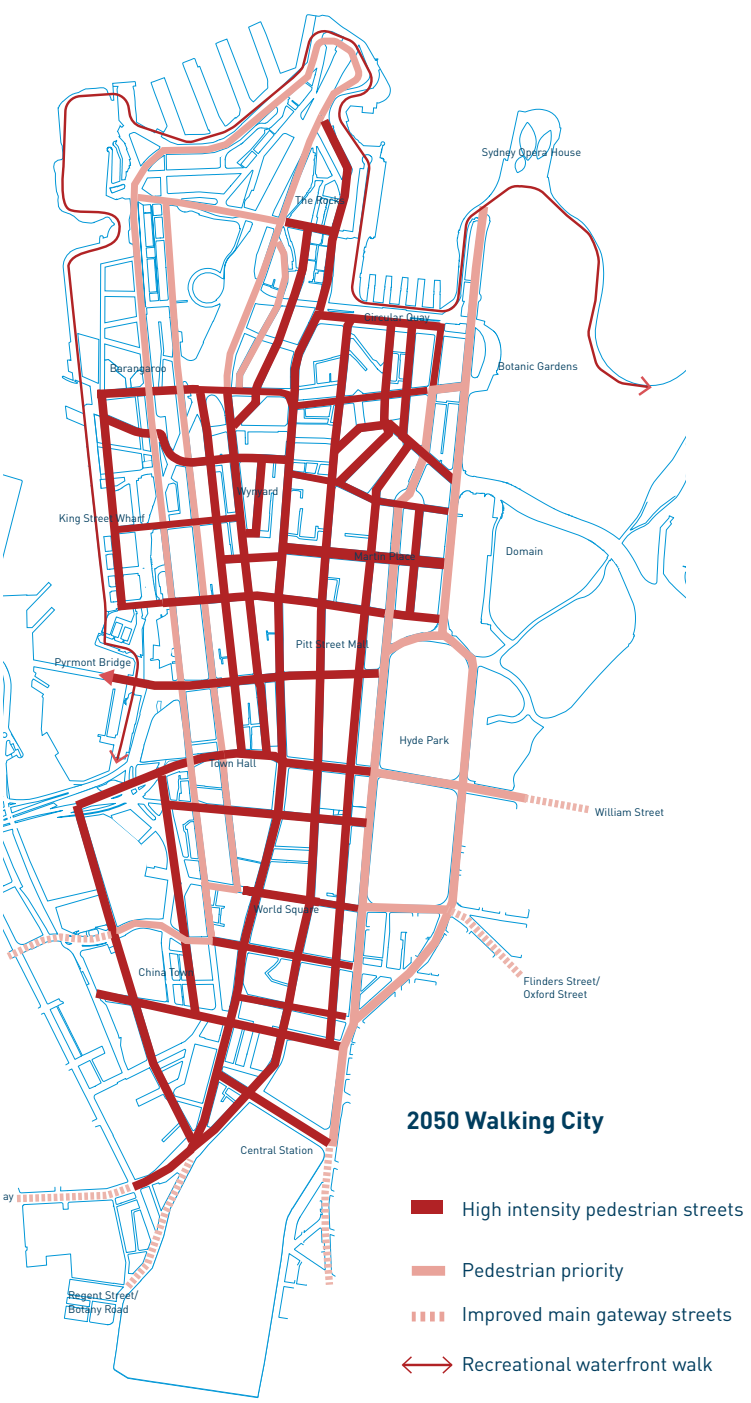 Sydney Opera House
The Rocks
Circular Quay
Barangaroo
Botanic Gardens
Wynyard
King Street Wharf
Martin Place
Domain
Pitt Street Mall
Pyrmont Bridge
Hyde Park
Town Hall
William Street
World Square
China Town
Flinders Street/
Oxford Street
2050 Walking City
Central Station
ay
High intensity pedestrian streets
Pedestrian priority
Regent Street/
Botany Road
Improved main gateway streets
Recreational waterfront walk